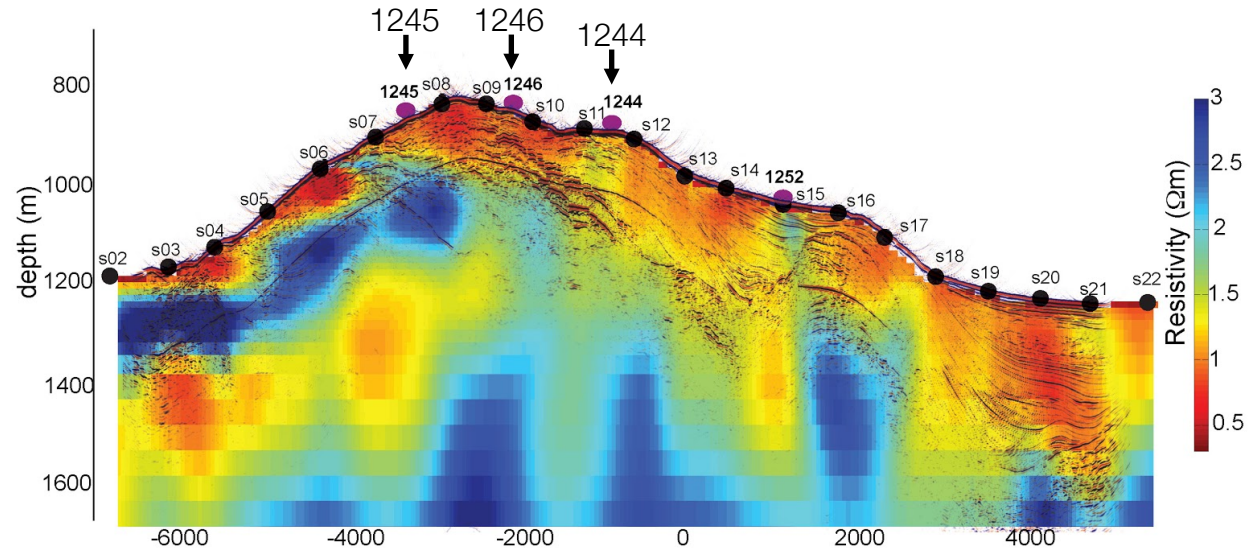 1245 1246 1244
800
1245 s08 s09 1246 s10 s11 1244 s12
s07
s06
1000
s13 s14 1252 s15 s16
s05
s04
s03
s02
s17
s18
s19 s20 s21 s22
1200
1400
1600
depth (m)
-6000 -4000 -2000 0 2000 4000
3
2.5
2
1.5
1
0.5
Resistivity (Ωm)